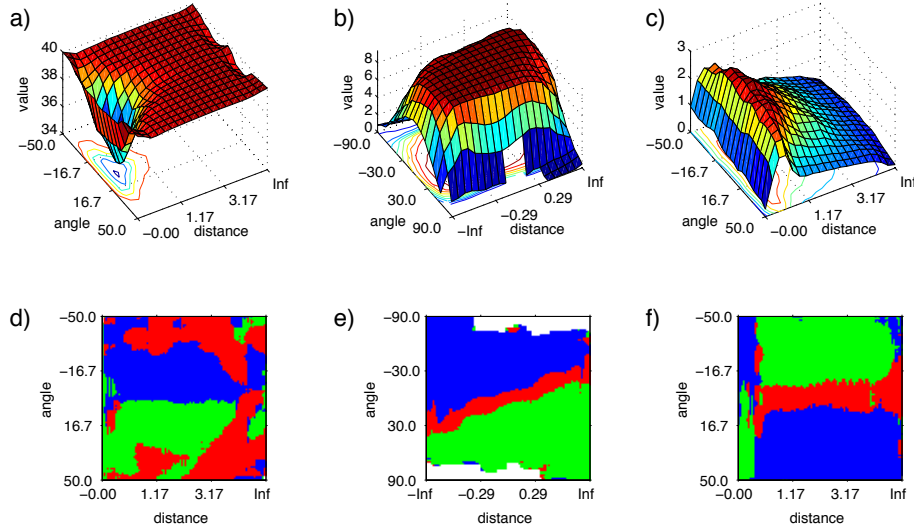 a)
40
38
36
34
value
−50.0
−16.7
16.7
50.0
angle
−0.00
1.17
3.17
Inf
distance
b)
8
6
4
2
0
value
−90.0
−30.0
30.0
90.0
angle
−Inf
−0.29
0.29
Inf
distance
c)
3
2
1
0
value
−50.0
−16.7
16.7
50.0
angle
−0.00
1.17
3.17
Inf
distance
d)
−50.0
−16.7
16.7
50.0
angle
−0.00 1.17 3.17 Inf
distance
e)
−90.0
−30.0
30.0
90.0
angle
−Inf −0.29 0.29 Inf
distance
f)
−50.0
−16.7
16.7
50.0
angle
−0.00 1.17 3.17 Inf
distance